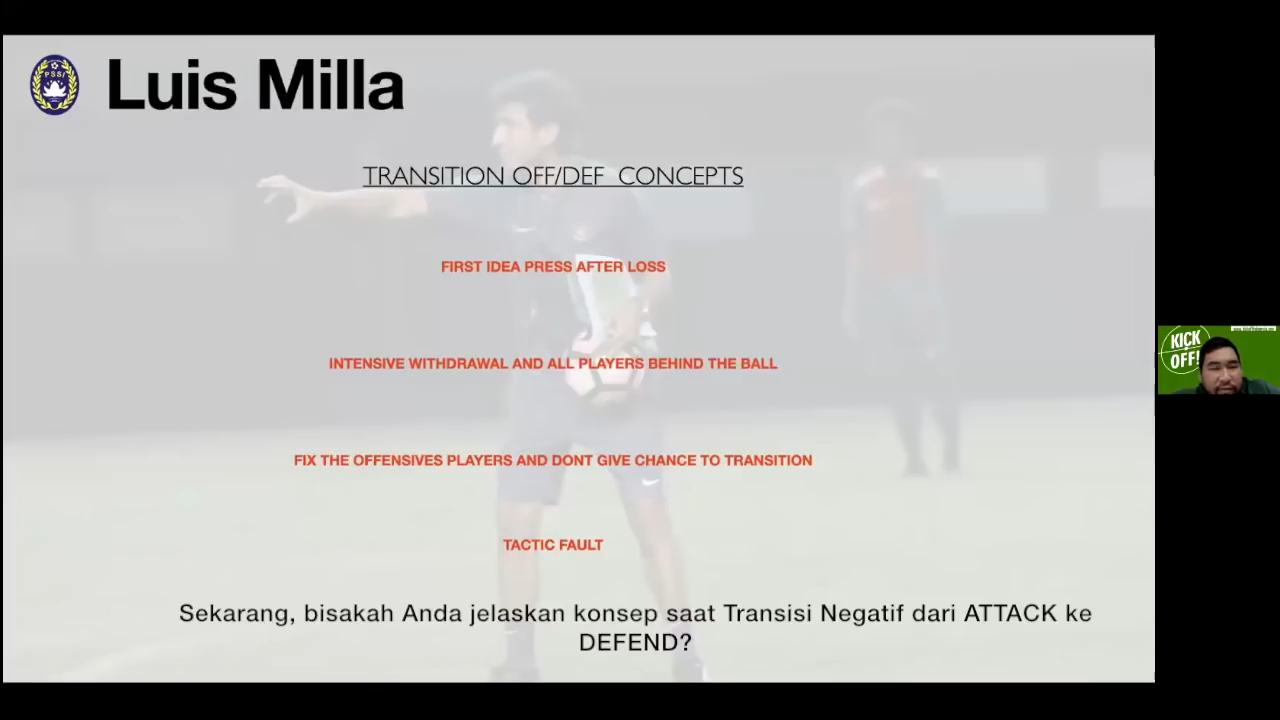 PSSI
Luis Milla
TRANSITION OFF/DEF CONCEPTS
FIRST IDEA PRESS AFTER LOSS
INTENSIVE WITHDRAWAL AND ALL PLAYERS BEHIND THE BALL
FIX THE OFFENSIVES PLAYERS AND DONT GIVE CHANCE TO TRANSITION
TACTIC FAULT
Sekarang, bisakah Anda jelaskan konsep saat Transisi Negatif dari ATTACK ke
DEFEND?
KICK
OFF!